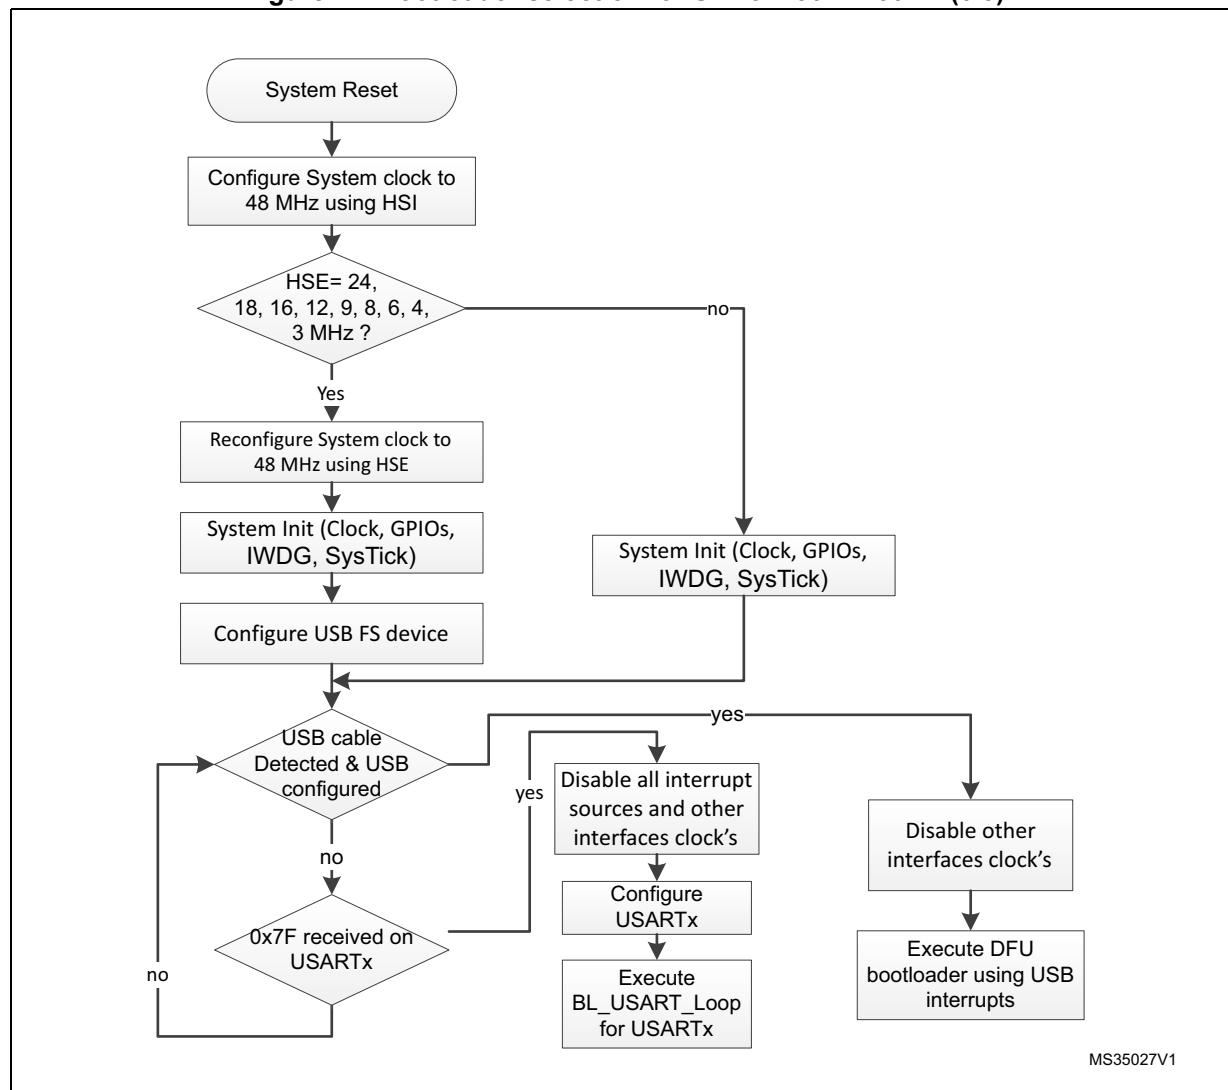 System Reset
Configure System clock to
48 MHz using HSI
HSE= 24,
18, 16, 12, 9, 8, 6, 4,
3 MHz ?
no
Yes
Reconfigure System clock to
48 MHz using HSE
System Init (Clock, GPIOs,
IWDG, SysTick)
System Init (Clock, GPIOs,
IWDG, SysTick)
Configure USB FS device
USB cable
Detected & USB
configured
yes
yes
Disable all interrupt
sources and other
interfaces clock's
Disable other
interfaces clock's
no
Configure
USARTx
0x7F received on
USARTx
no
Execute
BL_USART_Loop
for USARTx
Execute DFU
bootloader using USB
interrupts
MS35027V1